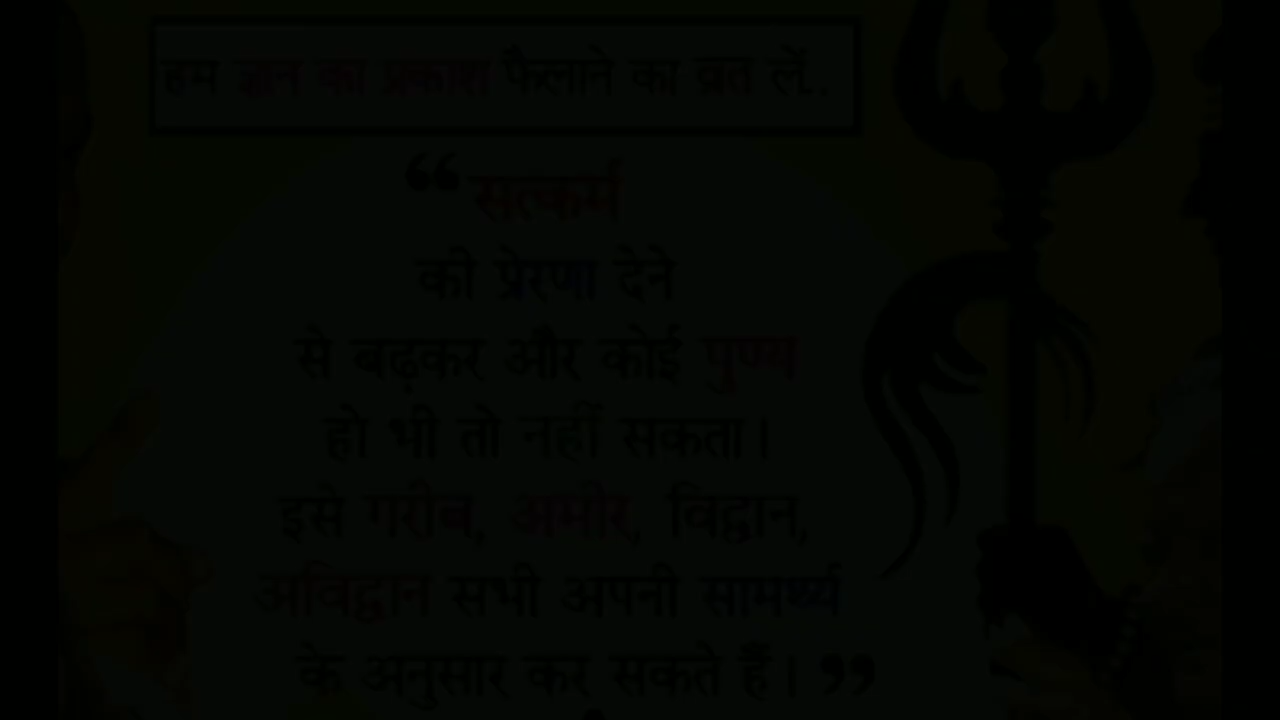 हम ज्ञान का प्रकाश फैलाने का व्रत लें..
“सत्कर्म
की प्रेरणा देने
से बढ़कर और कोई पुण्य
हो भी तो नहीं सकता।
इसे गरीब, अमीर, विद्वान,
अविद्वान सभी अपनी सामर्थ्य
के अनुसार कर सकते हैं।”